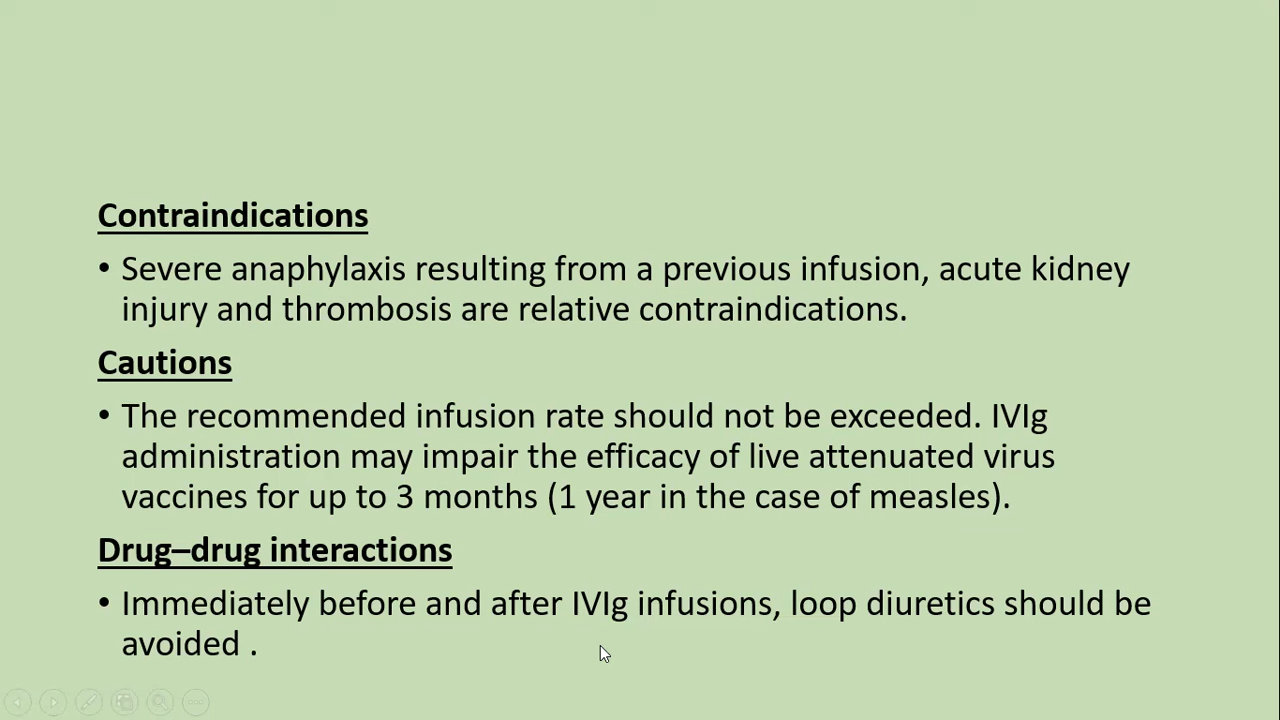 Contraindications
• Severe anaphylaxis resulting from a previous infusion, acute kidney
injury and thrombosis are relative contraindications.
Cautions
• The recommended infusion rate should not be exceeded. IVIg
administration may impair the efficacy of live attenuated virus
vaccines for up to 3 months (1 year in the case of measles).
Drug–drug interactions
• Immediately before and after IVIg infusions, loop diuretics should be
avoided .